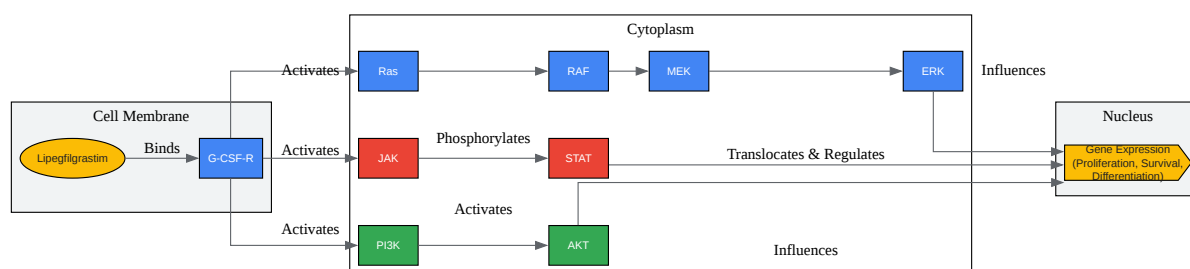 Cytoplasm
Activates
Ras
RAF
MEK
ERK
Influences
Cell Membrane
Nucleus
Lipegfilgrastim
Binds
G-CSF-R
Activates
JAK
Phosphorylates
STAT
Translocates & Regulates
Gene Expression
(Proliferation, Survival,
Differentiation)
Activates
PI3K
Activates
AKT
Influences